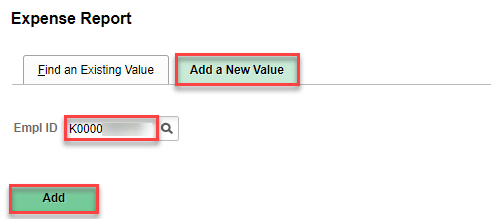 Expense Report
Find an Existing Value Add a New Value
Empl ID K0000
Add